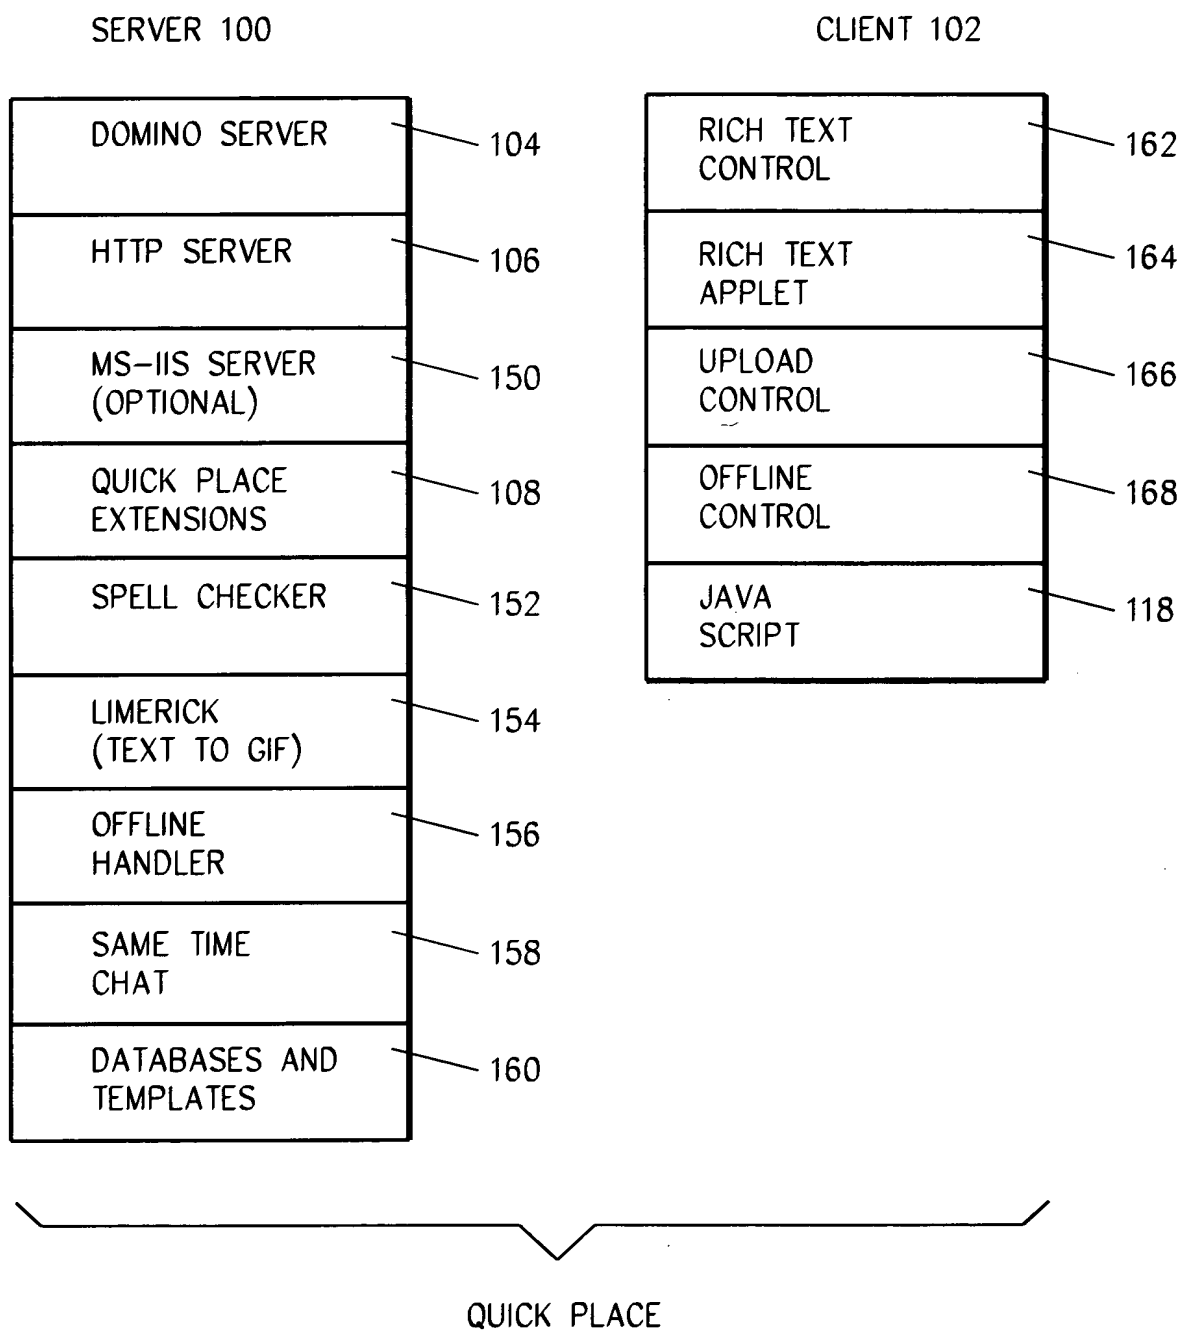 SERVER 100
DOMINO SERVER
104
HTTP SERVER
106
MS-IIS SERVER
(OPTIONAL)
150
QUICK PLACE
EXTENSIONS
108
SPELL CHECKER
152
LIMERICK
(TEXT TO GIF)
154
OFFLINE
HANDLER
156
SAME TIME
CHAT
158
DATABASES AND
TEMPLATES
160
CLIENT 102
RICH TEXT
CONTROL
162
RICH TEXT
APPLET
164
UPLOAD
CONTROL
166
OFFLINE
CONTROL
168
JAVA
SCRIPT
118
QUICK PLACE